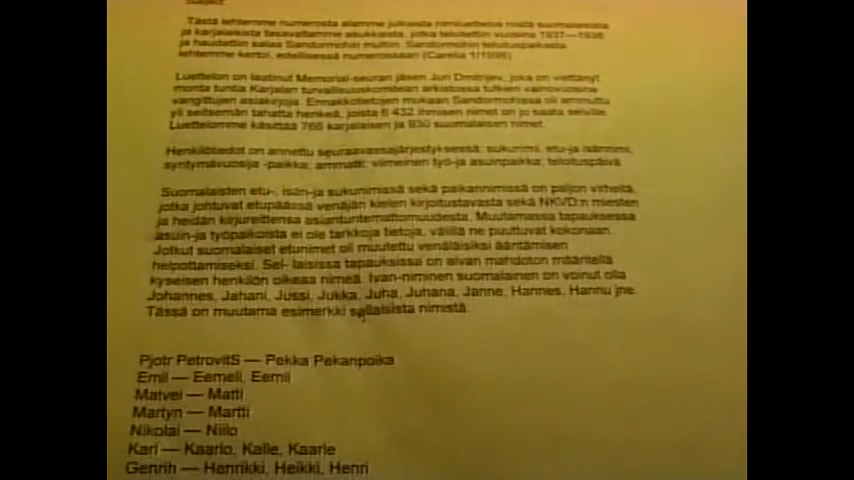 Subject:
Tästä lehtemme numerosta alamme julkaista nimiluetteloa niistä suomalaisista
ja karjalaisista tasavaltamme asukkaista, jotka teloitettiin vuosina 1937—1938
ja haudattiin salaa Sandormohin multiin. Sandormohin teloituspaikasta
lehtemme kertoi, edellisessä numerossaan (Carelia 1/1998).
Luettelon on laatinut Memorial-seuran jäsen Juri Dmitrijev, joka on viettänyt
monta tuntia Karjalan turvallisuuskomitean arkistossa tutkien vainovuosina
vangittujen asiakirjoja. Ennakkotietojen mukaan Sandormohissa oli ammuttu
yli seitsemän tuhatta henkeä, joista 6 432 ihmisen nimet on jo saatu selville.
Luettelomme käsittää 766 karjalaisen ja 930 suomalaisen nimet.
Henkilötiedot on annettu seuraavassa järjestyksessä: sukunimi, etu-ja isännimi,
syntymävuosi ja -paikka; ammatti; viimeinen työ-ja asuinpaikka; teloituspäivä
Suomalaisten etu-, isän-ja sukunimissä sekä paikannimissä on paljon virheitä,
jotka johtuvat etupäässä venäjän kielen kirjoitustavasta sekä NKVD:n miesten
ja heidän kirjureittensa asiantuntemattomuudesta. Muutamassa tapauksessa
asuin-ja työpaikoista ei ole tarkkoja tietoja, välillä ne puuttuvat kokonaan.
Jotkut suomalaiset etunimet oli muutettu venäläisiksi ääntämisen
helpottamiseksi. Sel- laisissa tapauksissa on aivan mahdoton määritellä
kyseisen henkilön oikeaa nimeä. Ivan-niminen suomalainen on voinut olla
Johannes, Jahani, Jussi, Jukka, Juha, Juhana, Janne, Hannes, Hannu jne.
Tässä on muutama esimerkki sellaisista nimistä:
Pjotr PetrovitS — Pekka Pekanpoika
Emil — Eemeli, Eemil
Matvei — Matti
Martyn — Martti
Nikolai — Niilo
Karl — Kaarlo, Kalle, Kaarle
Genrih — Henrikki, Heikki, Henri